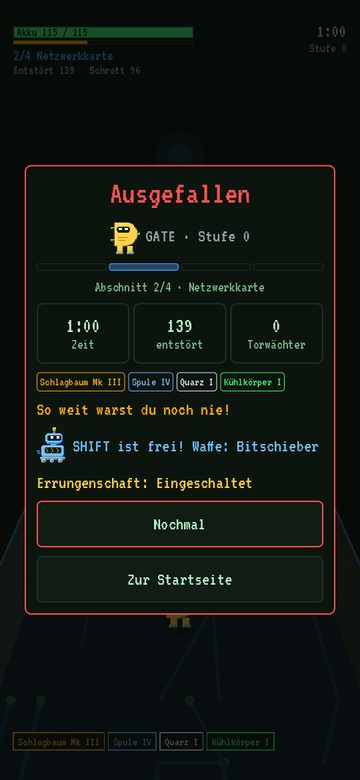 Akku 115 / 115
1:00
2/4 Netzwerkkarte
Stufe 0
Entstört 139 Schrott 96
Ausgefallen
GATE · Stufe 0
Abschnitt 2/4 · Netzwerkkarte
1:00 139 0
Zeit entstört Torwächter
Schlagbaum Mk III Spule IV Quarz I Kühlkörper I
So weit warst du noch nie!
SHIFT ist frei! Waffe: Bitschieber
Errungenschaft: Eingeschaltet
Nochmal
Zur Startseite
Schlagbaum Mk III Spule IV Quarz I Kühlkörper I